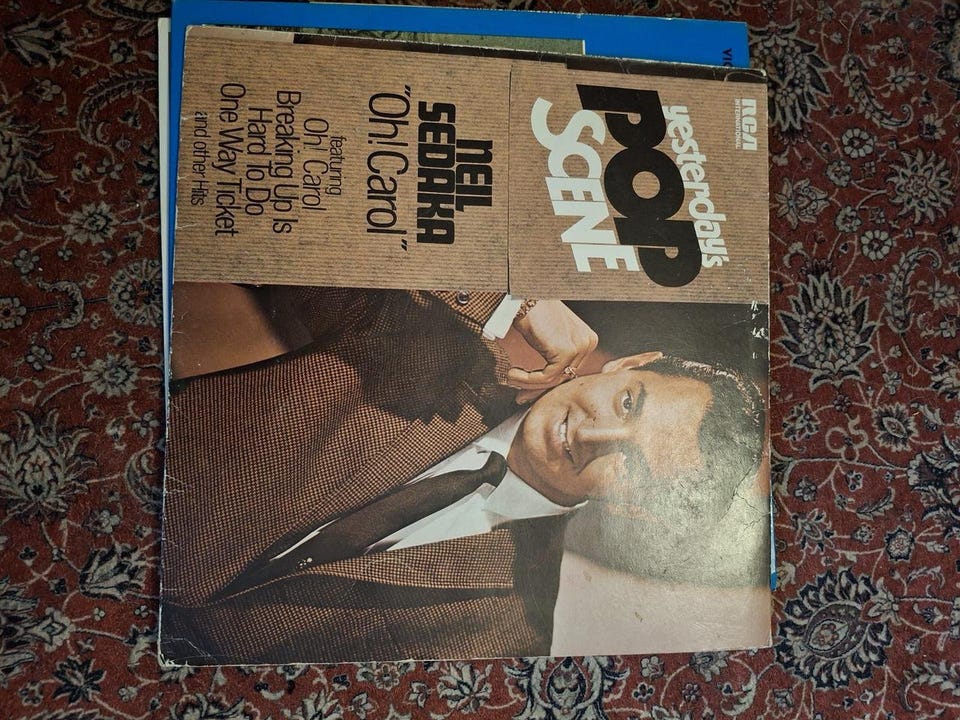 RCA
INTERNATIONAL
yesterday's
POP
SCENE
NEIL
SEDAKA
"Oh! Carol"
featuring
Oh! Carol
Breaking Up Is
Hard To Do
One Way Ticket
and other Hits